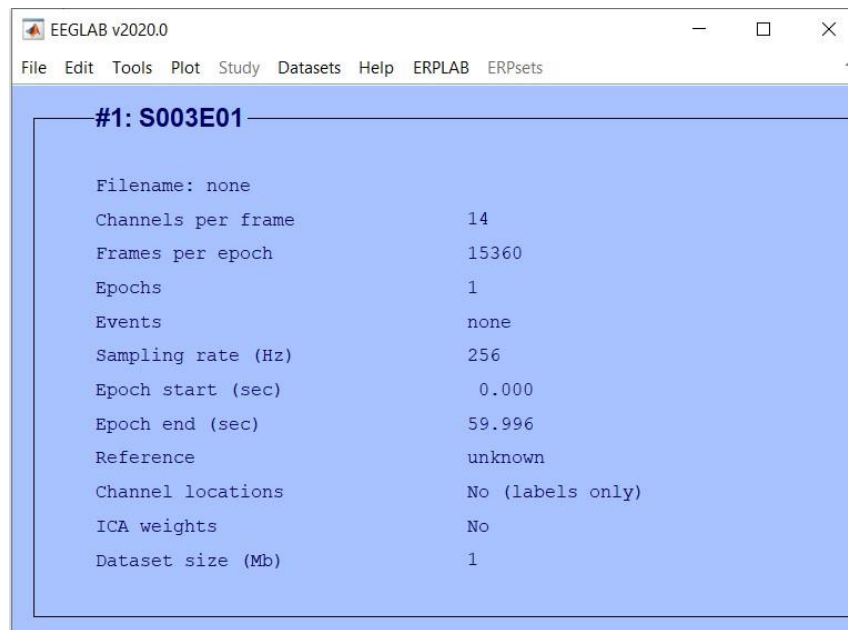 EEGLAB v2020.0
File Edit Tools Plot Study Datasets Help ERPLAB ERPsets
#1: S003E01
Filename: none
Channels per frame 14
Frames per epoch 15360
Epochs 1
Events none
Sampling rate (Hz) 256
Epoch start (sec) 0.000
Epoch end (sec) 59.996
Reference unknown
Channel locations No (labels only)
ICA weights No
Dataset size (Mb) 1